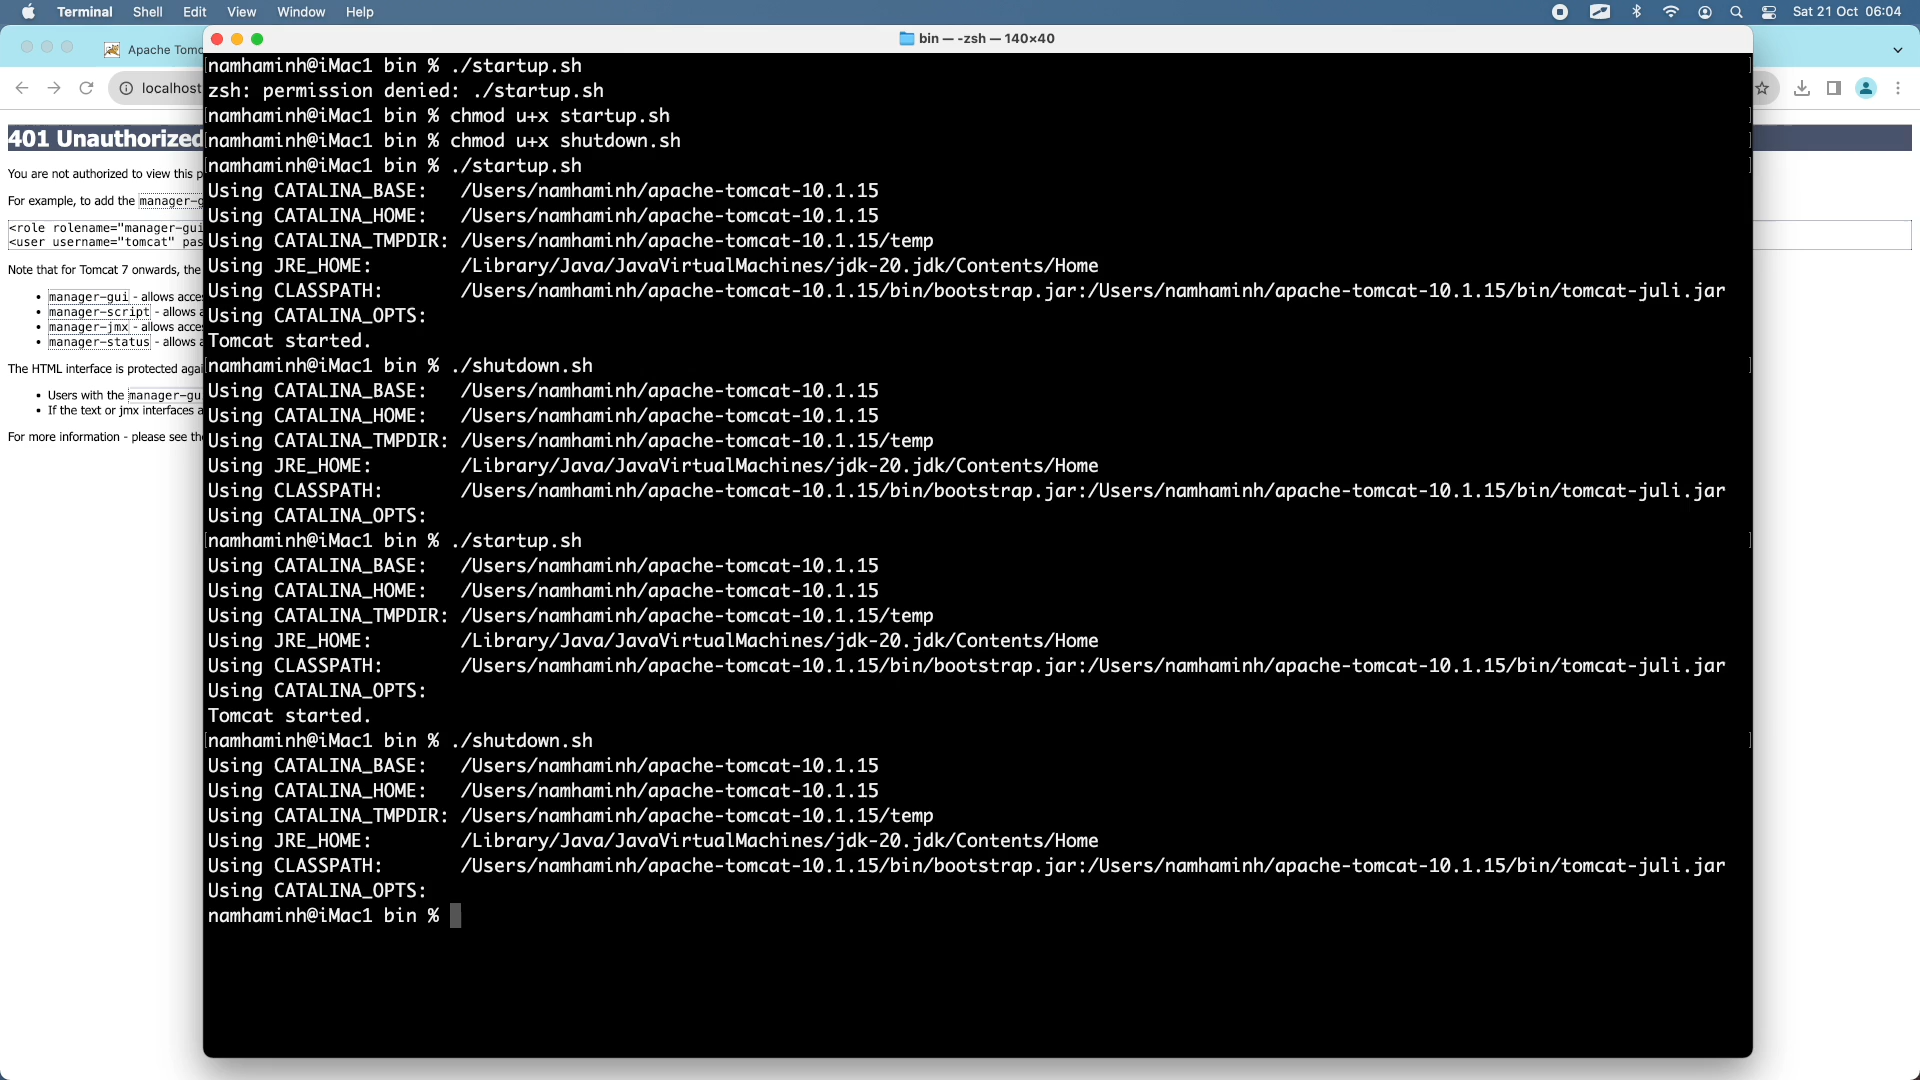 Terminal Shell Edit View Window Help Sat 21 Oct 06:04
Apache Tomc
bin — -zsh — 140×40
localhost
401 Unauthorized
You are not authorized to view this p
For example, to add the manager-g
<role rolename="manager-gui
<user username="tomcat" pas
Note that for Tomcat 7 onwards, the
• manager-gui - allows acce
• manager-script - allows a
• manager-jmx - allows acce
• manager-status - allows a
The HTML interface is protected agai
• Users with the manager-gu
• If the text or jmx interfaces a
For more information - please see the
namhaminh@iMac1 bin % ./startup.sh
zsh: permission denied: ./startup.sh
namhaminh@iMac1 bin % chmod u+x startup.sh
namhaminh@iMac1 bin % chmod u+x shutdown.sh
namhaminh@iMac1 bin % ./startup.sh
Using CATALINA_BASE: /Users/namhaminh/apache-tomcat-10.1.15
Using CATALINA_HOME: /Users/namhaminh/apache-tomcat-10.1.15
Using CATALINA_TMPDIR: /Users/namhaminh/apache-tomcat-10.1.15/temp
Using JRE_HOME: /Library/Java/JavaVirtualMachines/jdk-20.jdk/Contents/Home
Using CLASSPATH: /Users/namhaminh/apache-tomcat-10.1.15/bin/bootstrap.jar:/Users/namhaminh/apache-tomcat-10.1.15/bin/tomcat-juli.jar
Using CATALINA_OPTS:
Tomcat started.
namhaminh@iMac1 bin % ./shutdown.sh
Using CATALINA_BASE: /Users/namhaminh/apache-tomcat-10.1.15
Using CATALINA_HOME: /Users/namhaminh/apache-tomcat-10.1.15
Using CATALINA_TMPDIR: /Users/namhaminh/apache-tomcat-10.1.15/temp
Using JRE_HOME: /Library/Java/JavaVirtualMachines/jdk-20.jdk/Contents/Home
Using CLASSPATH: /Users/namhaminh/apache-tomcat-10.1.15/bin/bootstrap.jar:/Users/namhaminh/apache-tomcat-10.1.15/bin/tomcat-juli.jar
Using CATALINA_OPTS:
namhaminh@iMac1 bin % ./startup.sh
Using CATALINA_BASE: /Users/namhaminh/apache-tomcat-10.1.15
Using CATALINA_HOME: /Users/namhaminh/apache-tomcat-10.1.15
Using CATALINA_TMPDIR: /Users/namhaminh/apache-tomcat-10.1.15/temp
Using JRE_HOME: /Library/Java/JavaVirtualMachines/jdk-20.jdk/Contents/Home
Using CLASSPATH: /Users/namhaminh/apache-tomcat-10.1.15/bin/bootstrap.jar:/Users/namhaminh/apache-tomcat-10.1.15/bin/tomcat-juli.jar
Using CATALINA_OPTS:
Tomcat started.
namhaminh@iMac1 bin % ./shutdown.sh
Using CATALINA_BASE: /Users/namhaminh/apache-tomcat-10.1.15
Using CATALINA_HOME: /Users/namhaminh/apache-tomcat-10.1.15
Using CATALINA_TMPDIR: /Users/namhaminh/apache-tomcat-10.1.15/temp
Using JRE_HOME: /Library/Java/JavaVirtualMachines/jdk-20.jdk/Contents/Home
Using CLASSPATH: /Users/namhaminh/apache-tomcat-10.1.15/bin/bootstrap.jar:/Users/namhaminh/apache-tomcat-10.1.15/bin/tomcat-juli.jar
Using CATALINA_OPTS:
namhaminh@iMac1 bin %